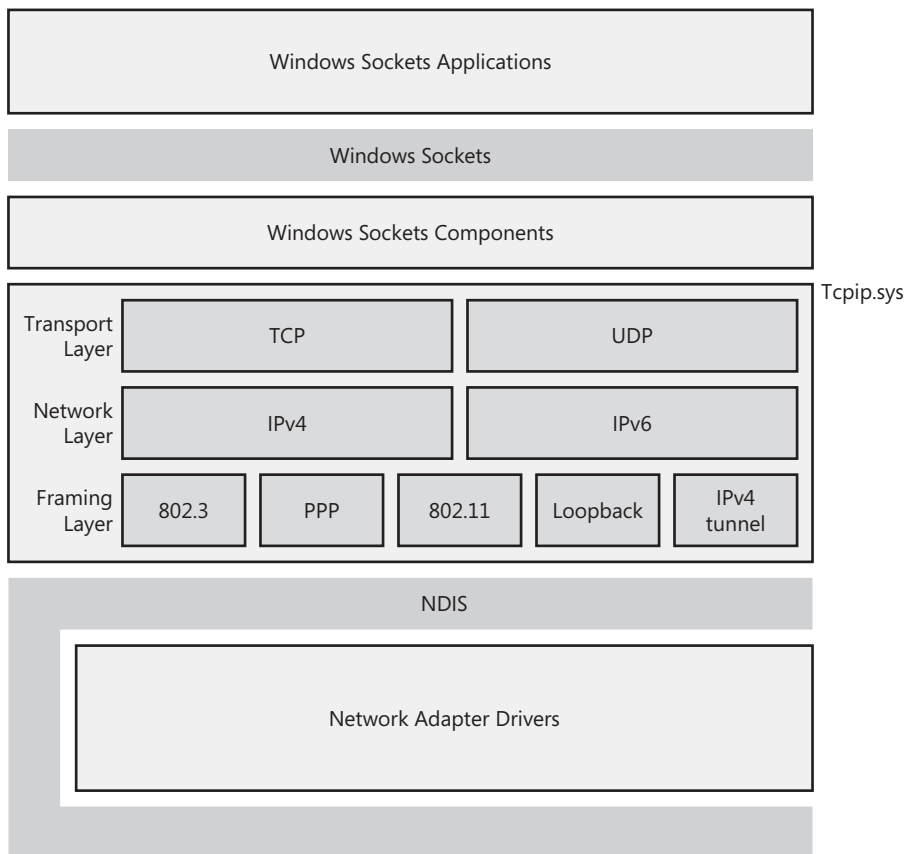 Windows Sockets Applications
Windows Sockets
Windows Sockets Components
Tcpip.sys
Transport
Layer
TCP
UDP
Network
Layer
IPv4
IPv6
Framing
Layer
802.3
PPP
802.11
Loopback
IPv4
tunnel
NDIS
Network Adapter Drivers